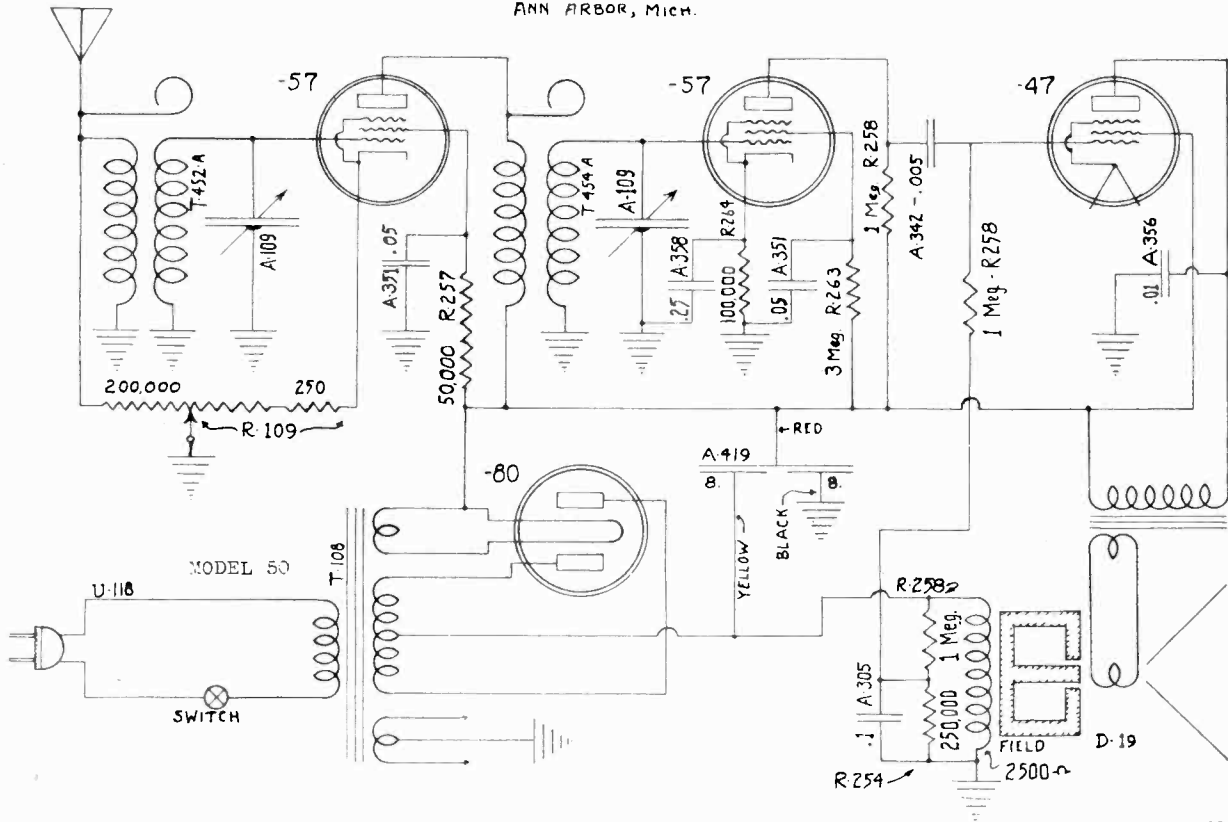 ANN ARBOR, MICH.
-57
-57
-47
T-452-A
A-109
A-351 .05
R-257
50,000
T-454 A
A-109
.25 A-358
R264
100,000
A-351
.05
R-263
3 Meg.
1 Meg. R-258
A-342 - .005
1 Meg. - R258
.01 A-356
200,000
250
R-109
RED
A-419
8.
8.
-80
BLACK
YELLOW
MODEL 50
T-108
U-118
SWITCH
R-258
1 Meg.
A-305
.1
250,000
R-254
FIELD
2500 Ω
D-19